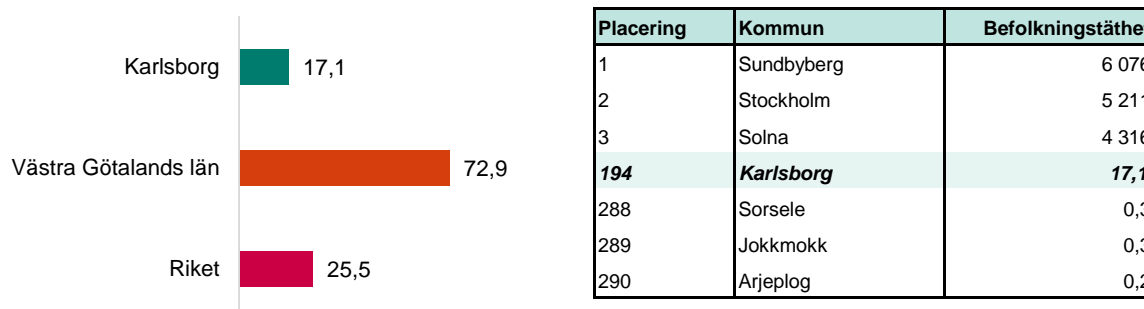 Karlsborg 17,1
Västra Götalands län 72,9
Riket 25,5
Placering Kommun Befolkningstäthe
1 Sundbyberg 6 076
2 Stockholm 5 211
3 Solna 4 316
194 Karlsborg 17,1
288 Sorsele 0,3
289 Jokkmokk 0,3
290 Arjeplog 0,2